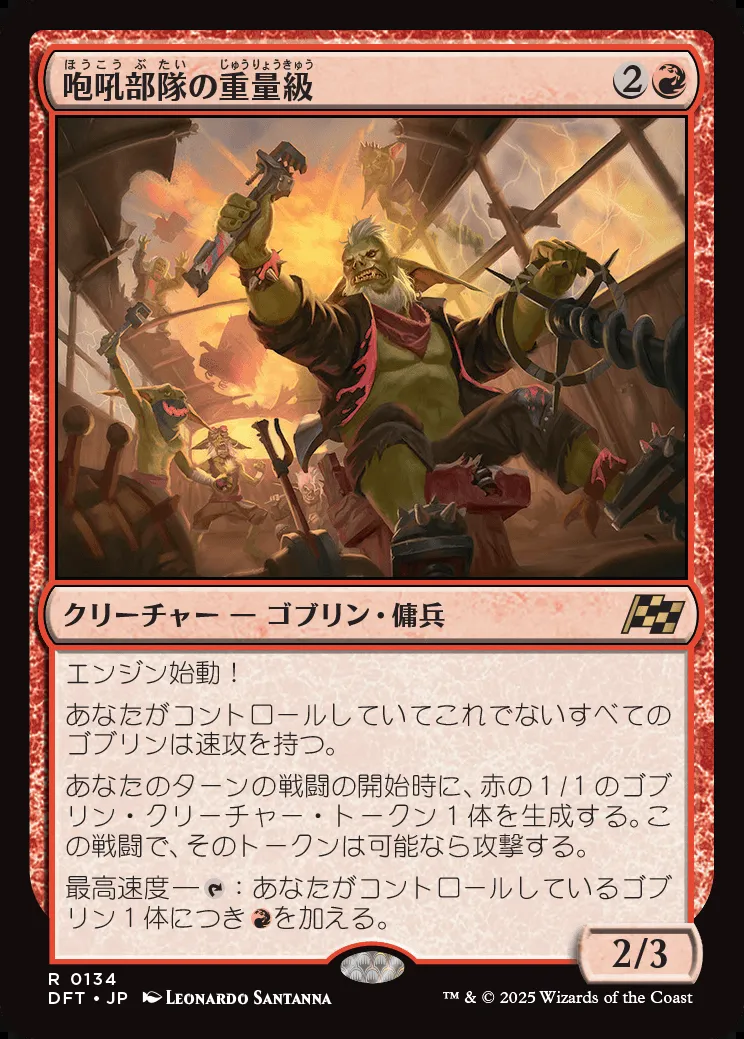 ほうこうぶたい じゅうりょうきゅう
咆吼部隊の重量級
2
クリーチャー — ゴブリン・傭兵
エンジン始動！
あなたがコントロールしていてこれでないすべての
ゴブリンは速攻を持つ。
あなたのターンの戦闘の開始時に、赤の１/１のゴブ
リン・クリーチャー・トークン１体を生成する。こ
の戦闘で、そのトークンは可能なら攻撃する。
最高速度—：あなたがコントロールしているゴブ
リン１体につきを加える。
2/3
R 0134
DFT • JP Leonardo Santanna
™ & © 2025 Wizards of the Coast